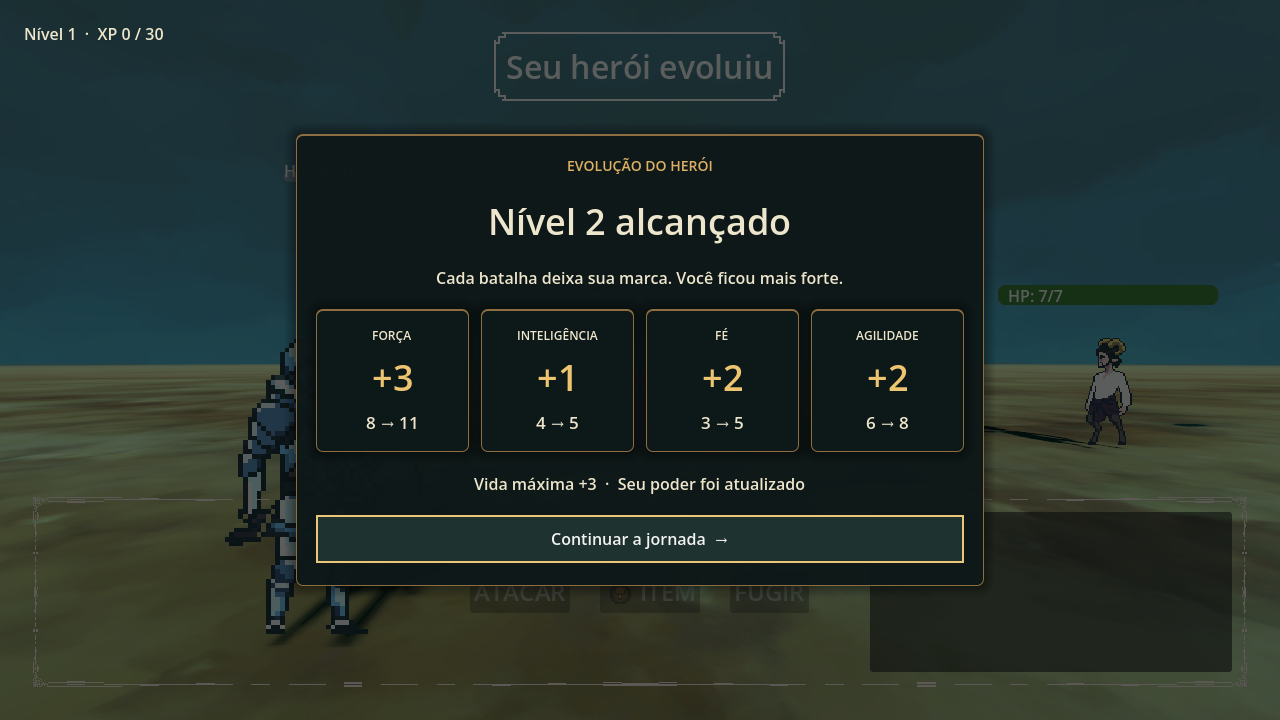 Nível 1 · XP 0 / 30
Seu herói evoluiu
EVOLUÇÃO DO HERÓI
Nível 2 alcançado
Cada batalha deixa sua marca. Você ficou mais forte.
HP: 7/7
FORÇA
+3
8 → 11
INTELIGÊNCIA
+1
4 → 5
FÉ
+2
3 → 5
AGILIDADE
+2
6 → 8
Vida máxima +3 · Seu poder foi atualizado
Continuar a jornada →
ATACAR
ITEM
FUGIR